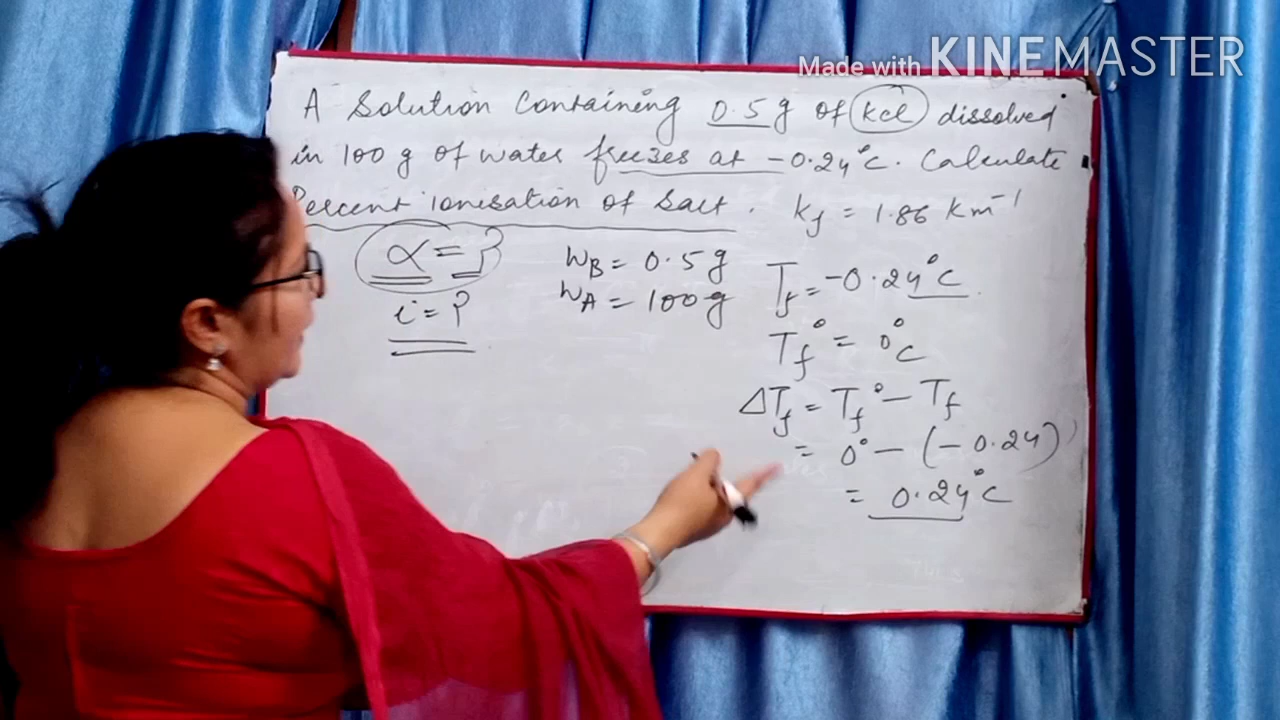 Made with KINEMASTER
A Solution Containing 0.5 g of kcl dissolved
in 100 g of water freezes at -0.24°C. Calculate
Percent ionisation of Salt. kf = 1.86 Km⁻¹
α = ?
i = ?
WB = 0.5 g
WA = 100 g
Tf = -0.24°C
Tf° = 0°C
ΔTf = Tf° - Tf
= 0° - (-0.24)
= 0.24°C